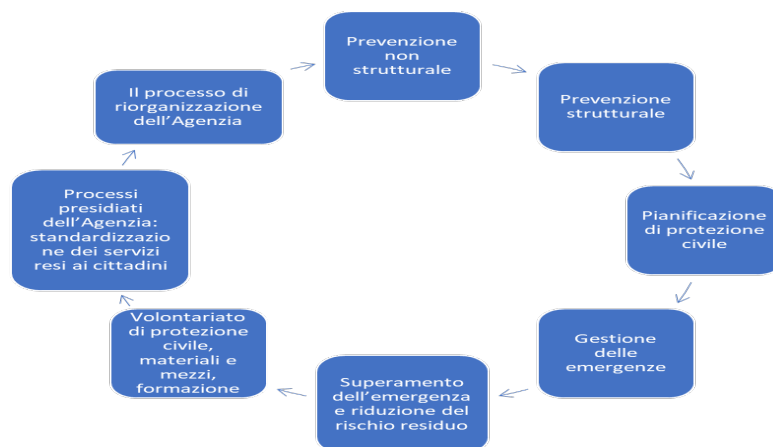 Prevenzione
non
strutturale
Prevenzione
strutturale
Pianificazione
di protezione
civile
Gestione
delle
emergenze
Superamento
dell'emergenza
e riduzione del
rischio residuo
Volontariato
di protezione
civile,
materiali e
mezzi,
formazione
Processi
presidiati
dell'Agenzia:
standardizzazio
ne dei servizi
resi ai cittadini
Il processo di
riorganizzazione
dell'Agenzia